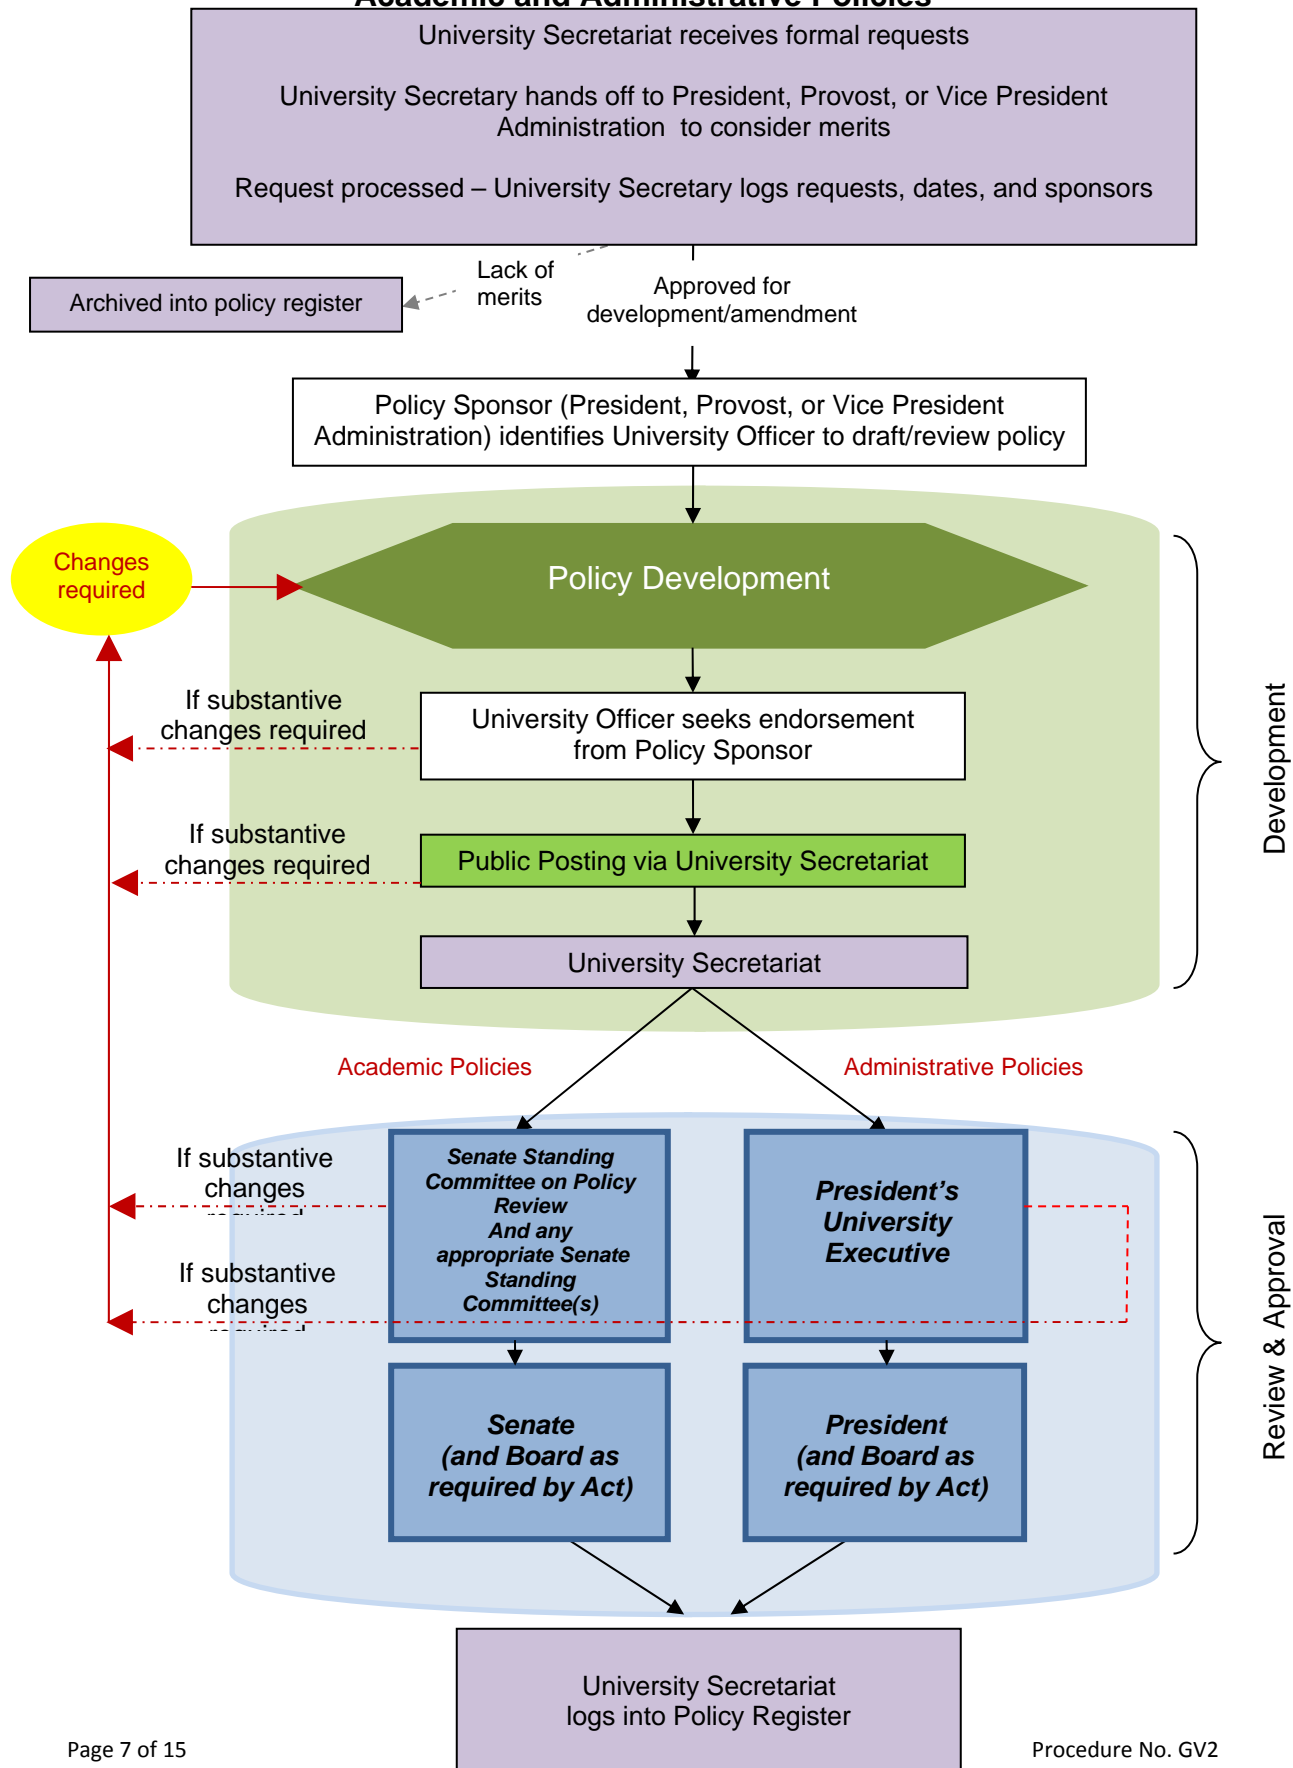 Academic and Administrative Policies
University Secretariat receives formal requests
University Secretary hands off to President, Provost, or Vice President
Administration to consider merits
Request processed – University Secretary logs requests, dates, and sponsors
Lack of
merits
Archived into policy register
Approved for
development/amendment
Policy Sponsor (President, Provost, or Vice President
Administration) identifies University Officer to draft/review policy
Changes
required
Policy Development
If substantive
changes required
University Officer seeks endorsement
from Policy Sponsor
If substantive
changes required
Public Posting via University Secretariat
University Secretariat
Development
Academic Policies
Administrative Policies
If substantive
changes
required
Senate Standing
Committee on Policy
Review
And any
appropriate Senate
Standing
Committee(s)
President’s
University
Executive
If substantive
changes
required
Senate
(and Board as
required by Act)
President
(and Board as
required by Act)
Review & Approval
University Secretariat
logs into Policy Register
Page 7 of 15
Procedure No. GV2